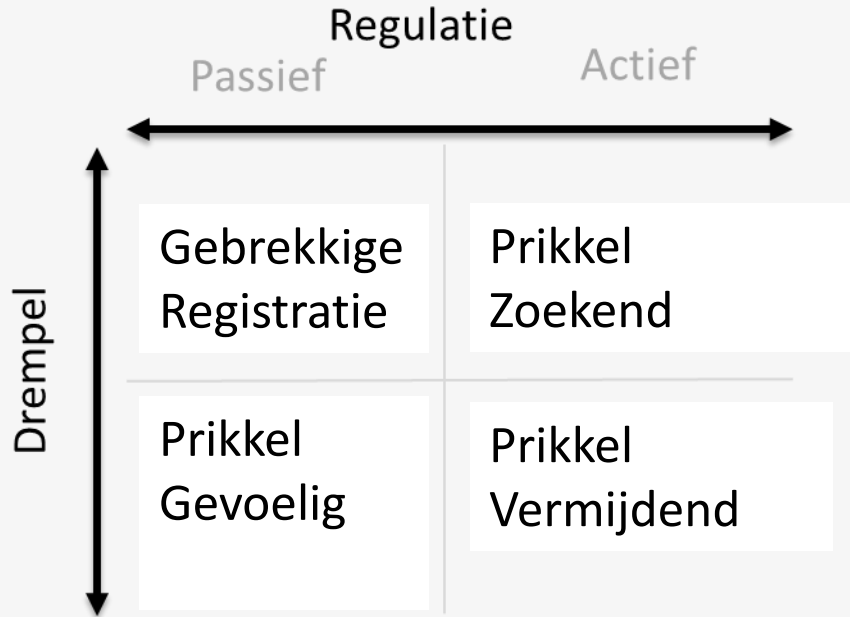 Regulatie
Passief
Actief
Drempel
Gebrekkige
Registratie
Prikkel
Zoekend
Prikkel
Gevoelig
Prikkel
Vermijdend